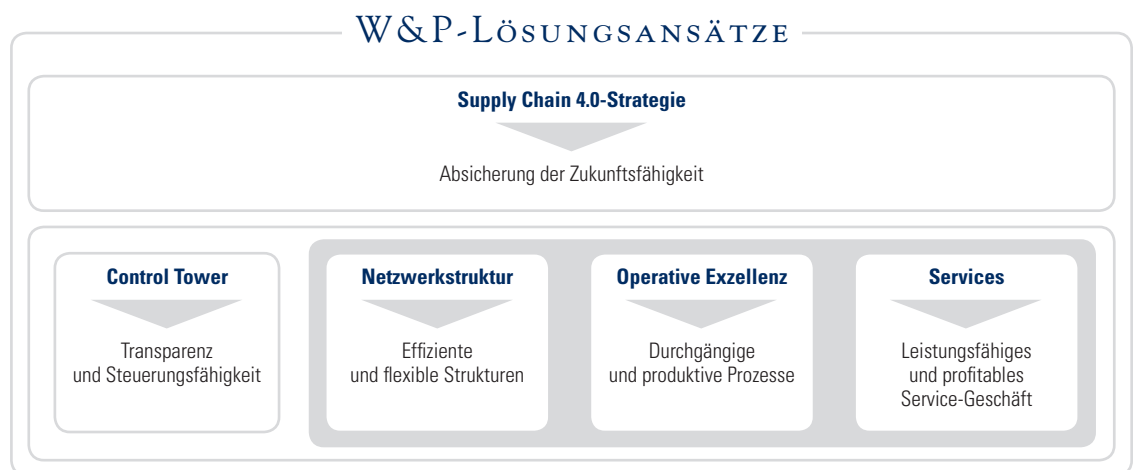 W&P-Lösungsansätze
Supply Chain 4.0-Strategie
Absicherung der Zukunftsfähigkeit
Control Tower
Transparenz
und Steuerungsfähigkeit
Netzwerkstruktur
Effiziente
und flexible Strukturen
Operative Exzellenz
Durchgängige
und produktive Prozesse
Services
Leistungsfähiges
und profitables
Service-Geschäft